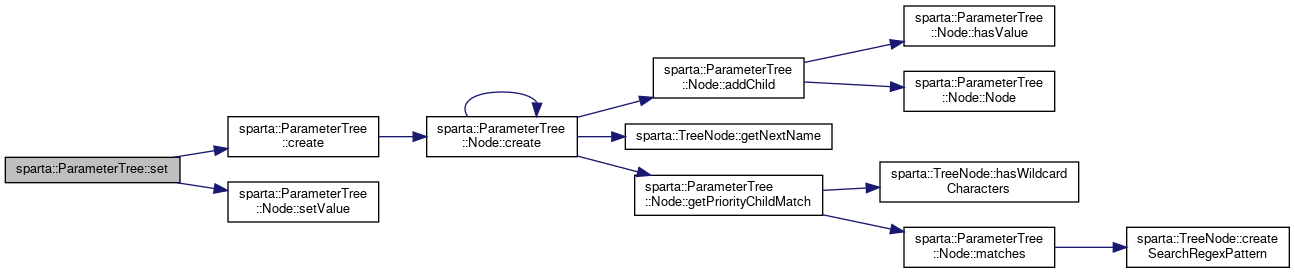 sparta::ParameterTree::set
sparta::ParameterTree
::create
sparta::ParameterTree
::Node::setValue
sparta::ParameterTree
::Node::create
sparta::ParameterTree
::Node::addChild
sparta::TreeNode::getNextName
sparta::ParameterTree
::Node::getPriorityChildMatch
sparta::ParameterTree
::Node::hasValue
sparta::ParameterTree
::Node::Node
sparta::TreeNode::hasWildcard
Characters
sparta::ParameterTree
::Node::matches
sparta::TreeNode::create
SearchRegexPattern